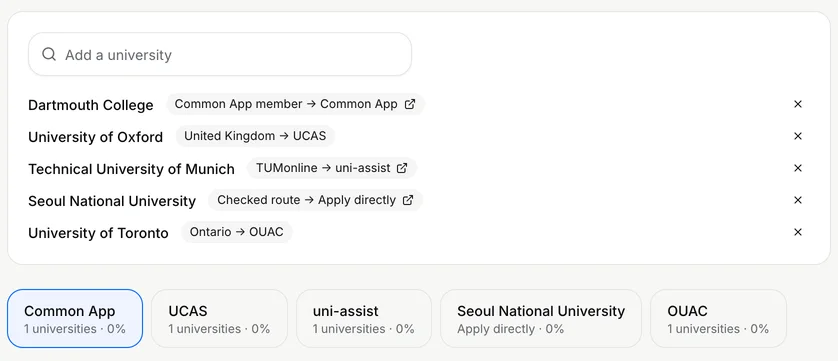 Add a university
Dartmouth College Common App member → Common App
University of Oxford United Kingdom → UCAS
Technical University of Munich TUMonline → uni-assist
Seoul National University Checked route → Apply directly
University of Toronto Ontario → OUAC
Common App UCAS uni-assist Seoul National University OUAC
1 universities · 0% 1 universities · 0% 1 universities · 0% Apply directly · 0% 1 universities · 0%